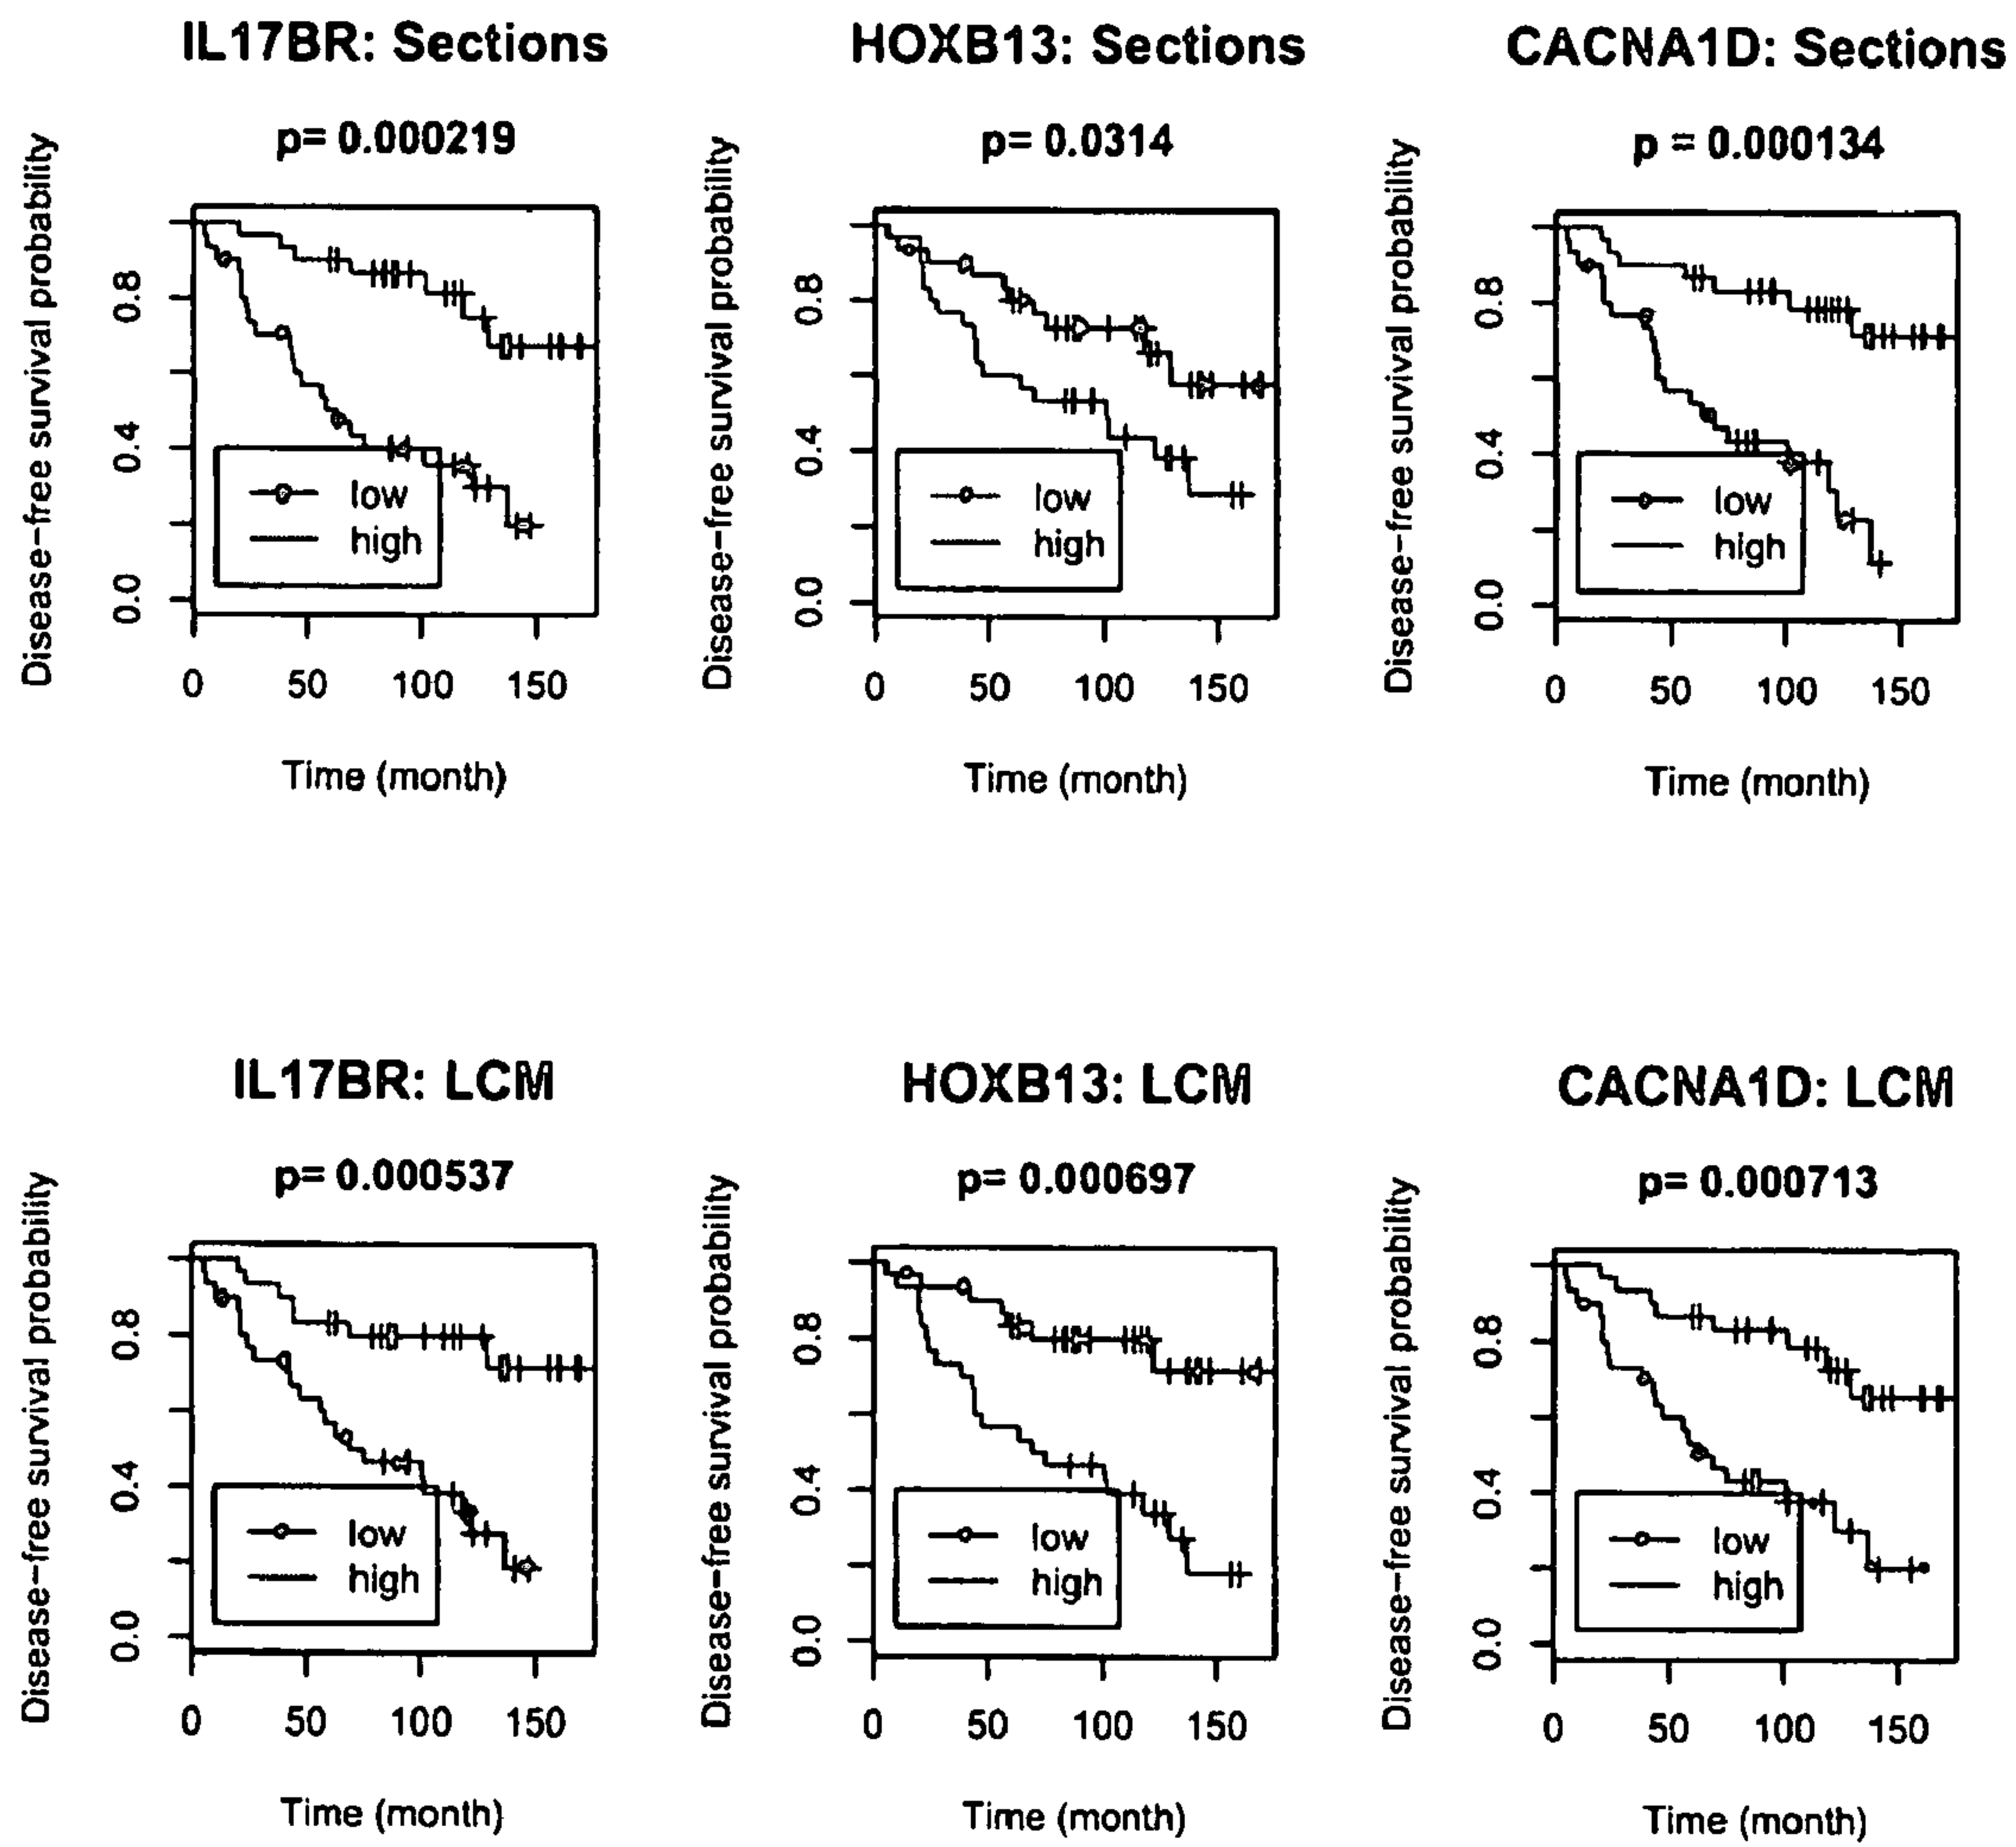 IL17BR: Sections
p= 0.000219
Disease-free survival probability
0.8
0.4
0.0
low
high
0 50 100 150
Time (month)
HOXB13: Sections
p= 0.0314
Disease-free survival probability
0.8
0.4
0.0
low
high
0 50 100 150
Time (month)
CACNA1D: Sections
p = 0.000134
Disease-free survival probability
0.8
0.4
0.0
low
high
0 50 100 150
Time (month)
IL17BR: LCM
p= 0.000537
Disease-free survival probability
0.8
0.4
0.0
low
high
0 50 100 150
Time (month)
HOXB13: LCM
p= 0.000697
Disease-free survival probability
0.8
0.4
0.0
low
high
0 50 100 150
Time (month)
CACNA1D: LCM
p= 0.000713
Disease-free survival probability
0.8
0.4
0.0
low
high
0 50 100 150
Time (month)